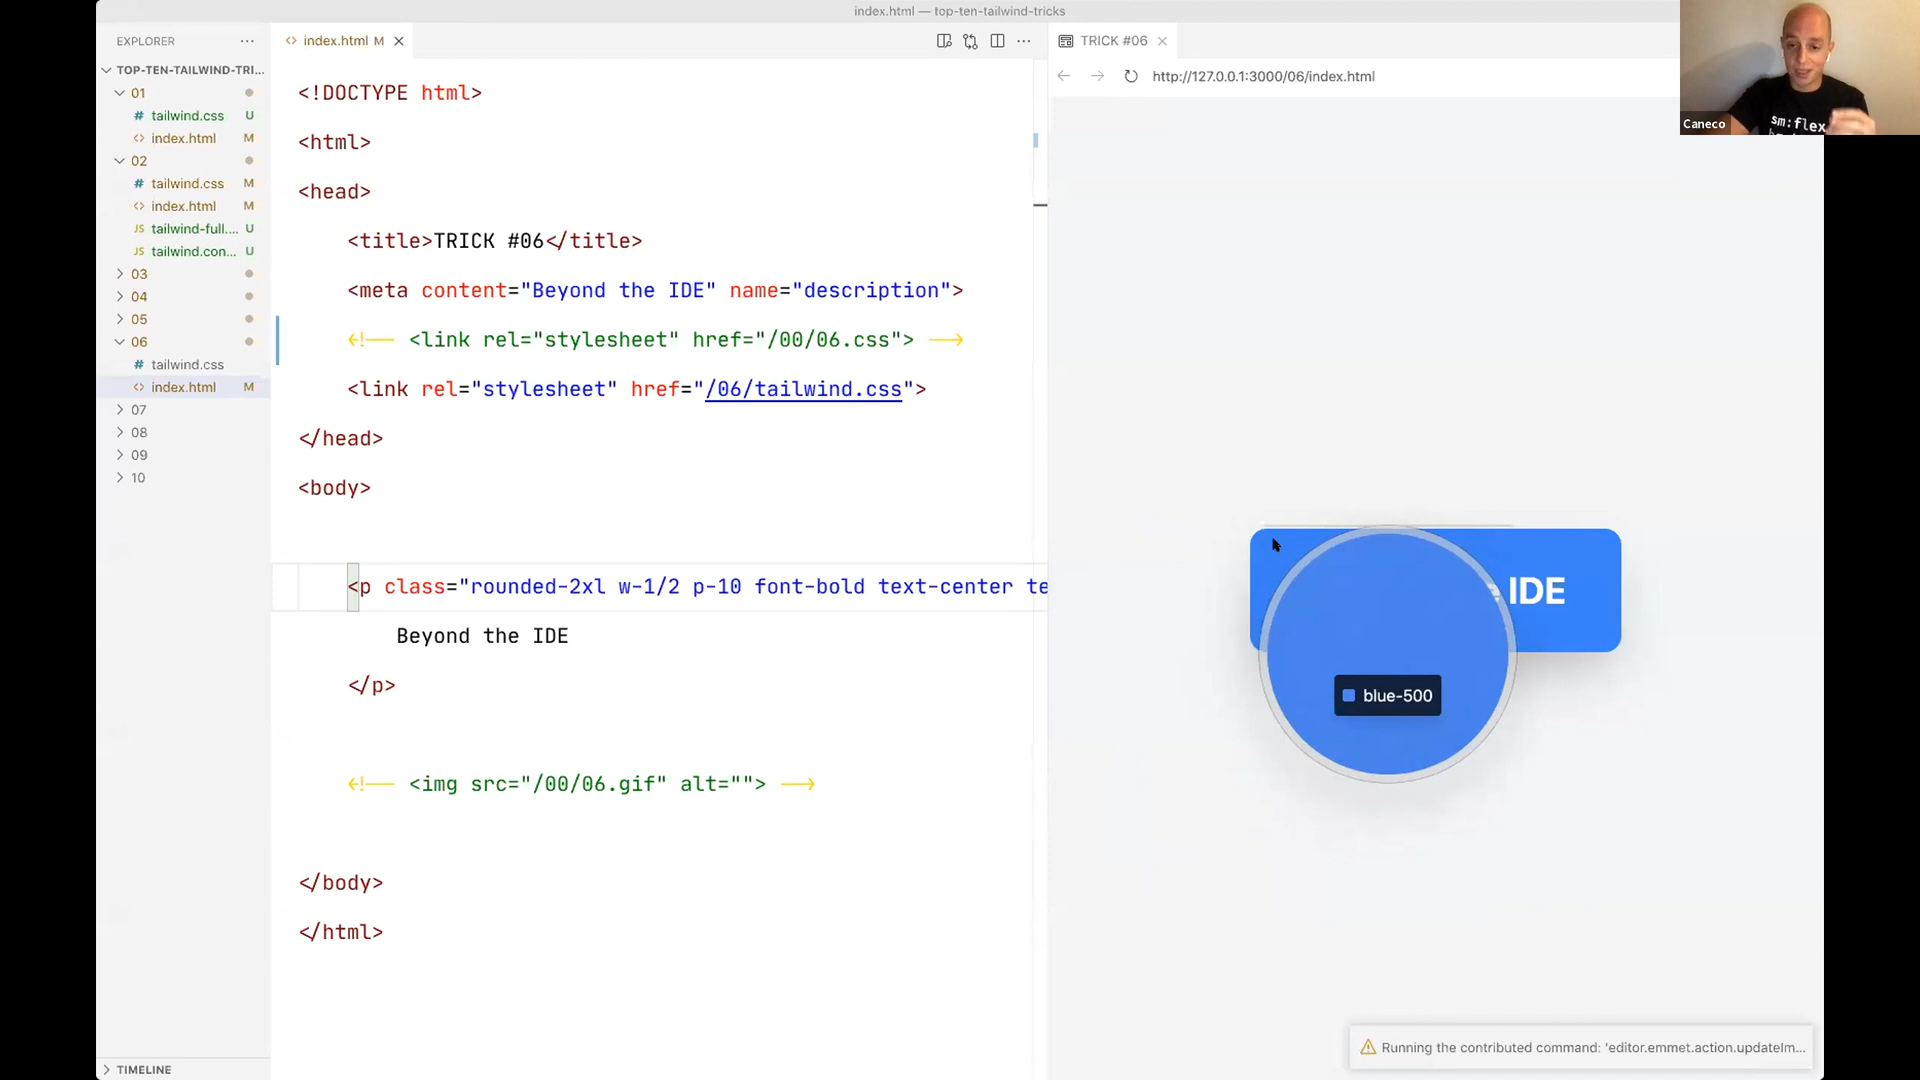 index.html — top-ten-tailwind-tricks
EXPLORER
TOP-TEN-TAILWIND-TRI...
01
# tailwind.css U
<> index.html M
02
# tailwind.css M
<> index.html M
JS tailwind-full.... U
JS tailwind.con... U
03
04
05
06
# tailwind.css
<> index.html M
07
08
09
10
TIMELINE
<> index.html M
<!DOCTYPE html>
<html>
<head>
<title>TRICK #06</title>
<meta content="Beyond the IDE" name="description">
<!-- <link rel="stylesheet" href="/00/06.css"> -->
<link rel="stylesheet" href="/06/tailwind.css">
</head>
<body>
<p class="rounded-2xl w-1/2 p-10 font-bold text-center te
Beyond the IDE
</p>
<!-- <img src="/00/06.gif" alt=""> -->
</body>
</html>
TRICK #06
http://127.0.0.1:3000/06/index.html
IDE
blue-500
Running the contributed command: 'editor.emmet.action.updateIm...
sm:flex
Caneco